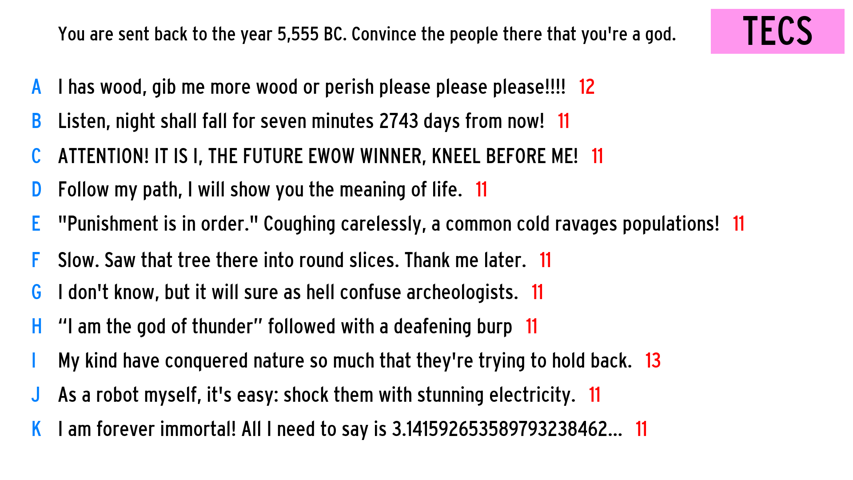 You are sent back to the year 5,555 BC. Convince the people there that you're a god.
TECS
A I has wood, gib me more wood or perish please please please!!!! 12
B Listen, night shall fall for seven minutes 2743 days from now! 11
C ATTENTION! IT IS I, THE FUTURE EWOW WINNER, KNEEL BEFORE ME! 11
D Follow my path, I will show you the meaning of life. 11
E "Punishment is in order." Coughing carelessly, a common cold ravages populations! 11
F Slow. Saw that tree there into round slices. Thank me later. 11
G I don't know, but it will sure as hell confuse archeologists. 11
H “I am the god of thunder” followed with a deafening burp 11
I My kind have conquered nature so much that they're trying to hold back. 13
J As a robot myself, it's easy: shock them with stunning electricity. 11
K I am forever immortal! All I need to say is 3.141592653589793238462... 11